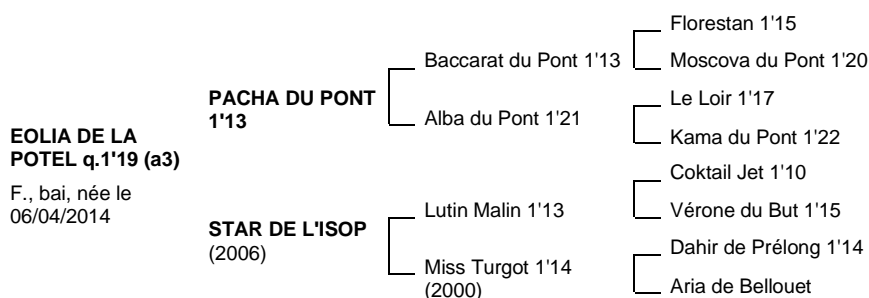 EOLIA DE LA
POTEL q.1'19 (a3)
F., bai, née le
06/04/2014
PACHA DU PONT
1'13
STAR DE L'ISOP
(2006)
Baccarat du Pont 1'13
Alba du Pont 1'21
Lutin Malin 1'13
Miss Turgot 1'14
(2000)
Florestan 1'15
Moscova du Pont 1'20
Le Loir 1'17
Kama du Pont 1'22
Coktail Jet 1'10
Vérone du But 1'15
Dahir de Prélong 1'14
Aria de Bellouet